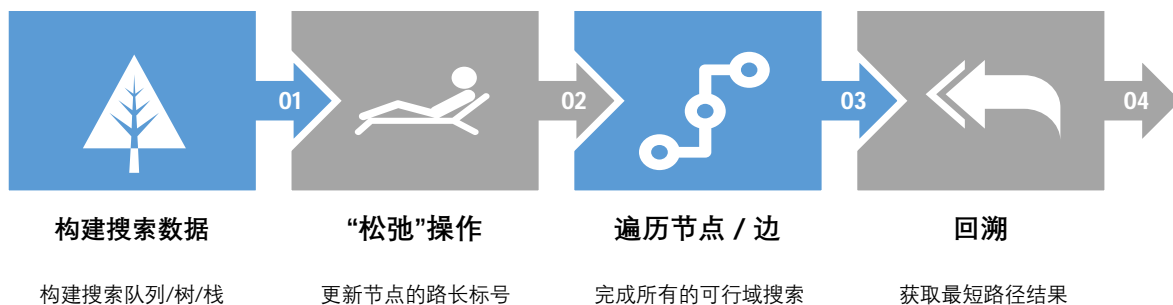 01
02
03
04
构建搜索数据
“松弛”操作
遍历节点 / 边
回溯
构建搜索队列/树/栈
更新节点的路长标号
完成所有的可行域搜索
获取最短路径结果